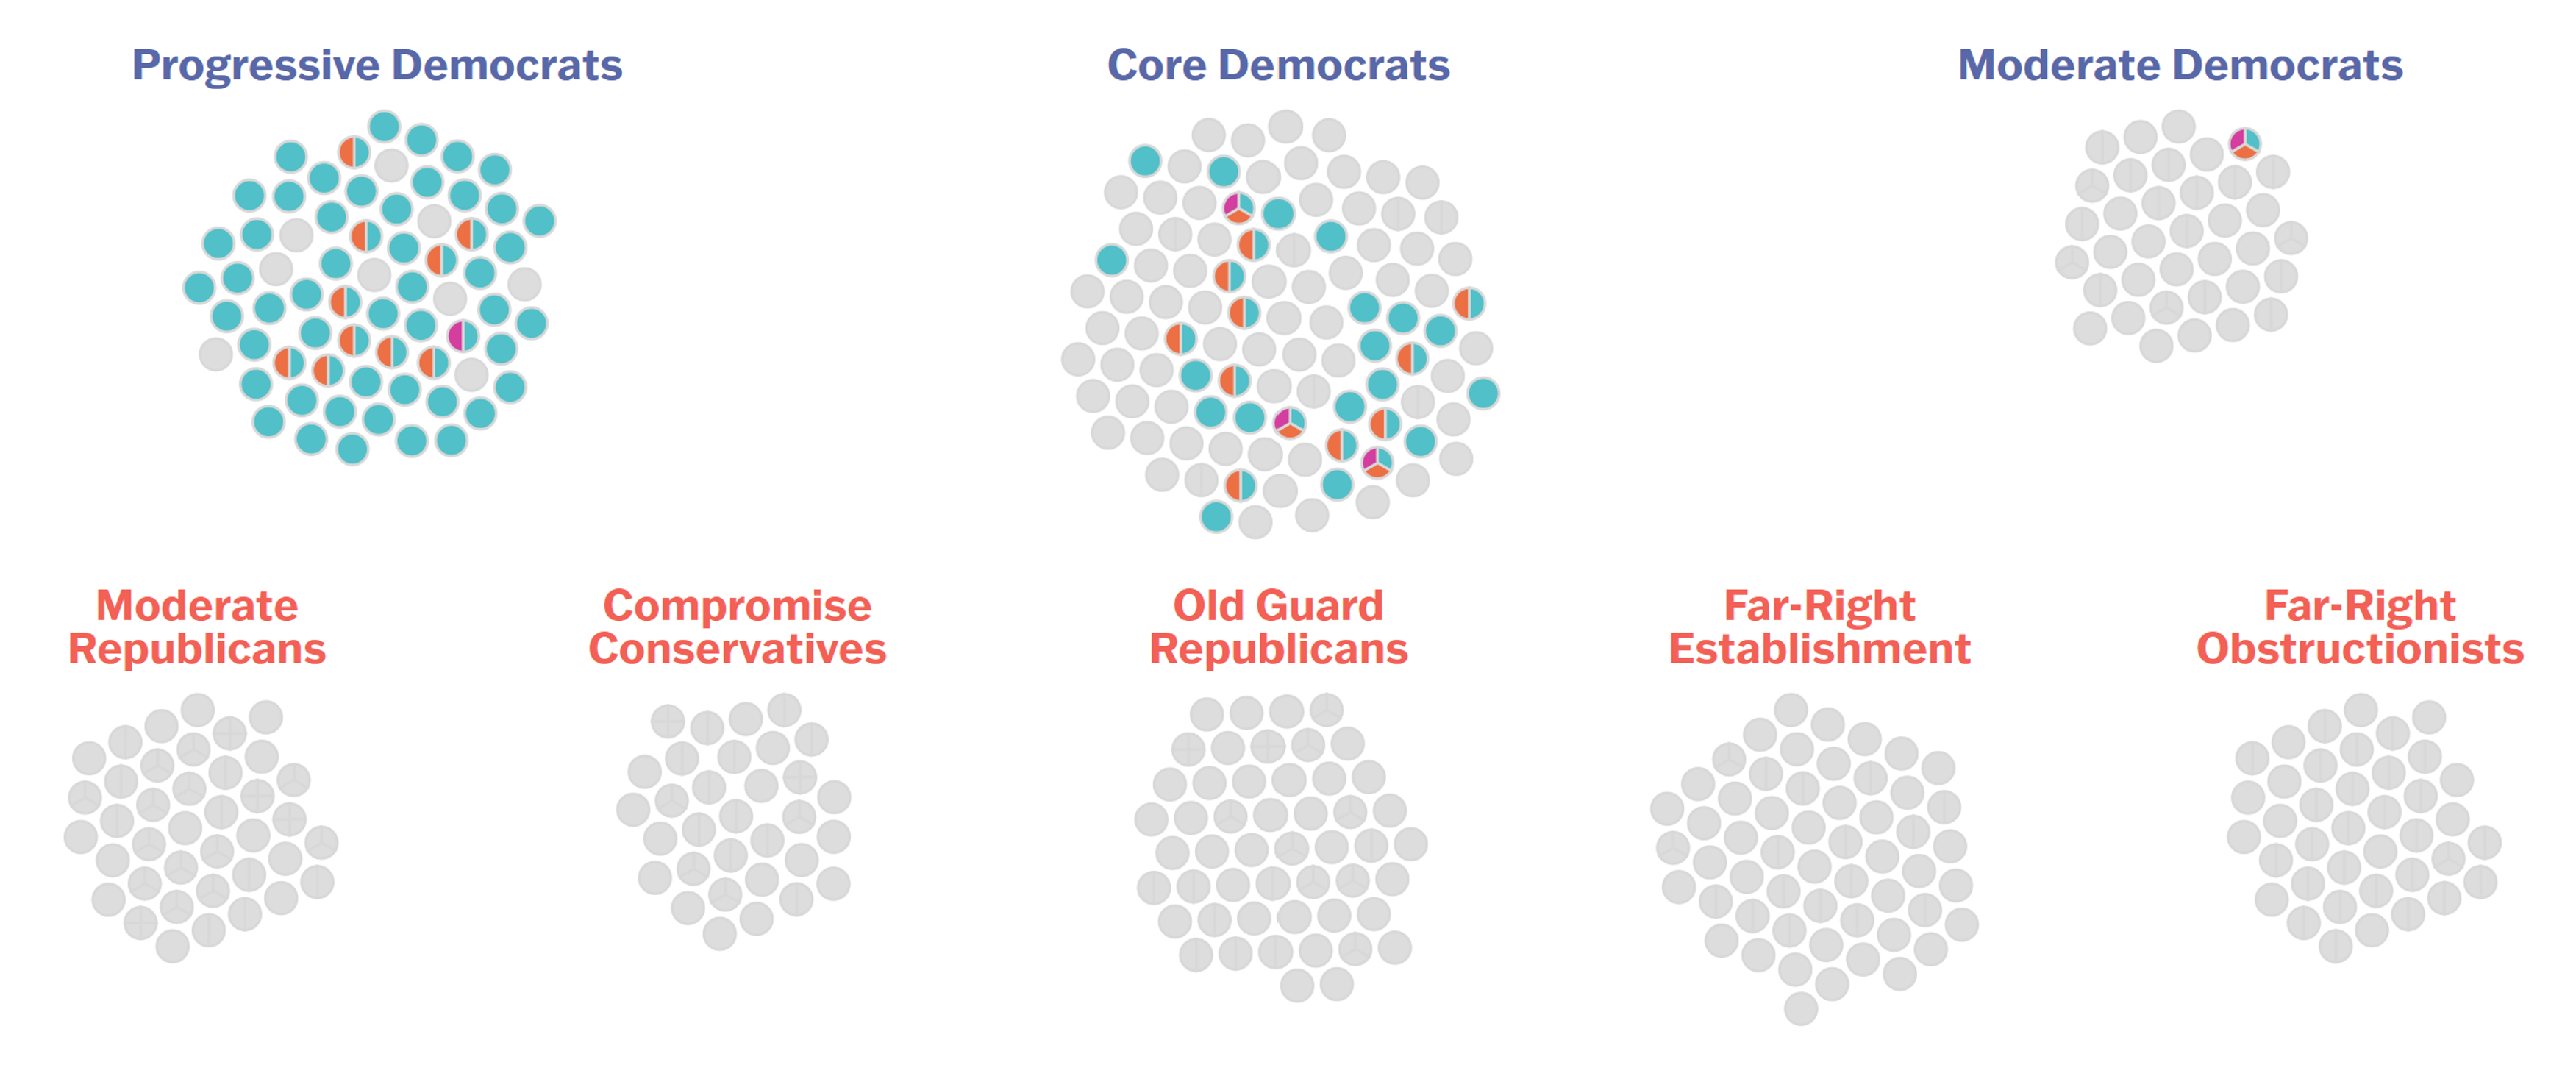 Progressive Democrats
Core Democrats
Moderate Democrats
Moderate
Republicans
Compromise
Conservatives
Old Guard
Republicans
Far-Right
Establishment
Far-Right
Obstructionists